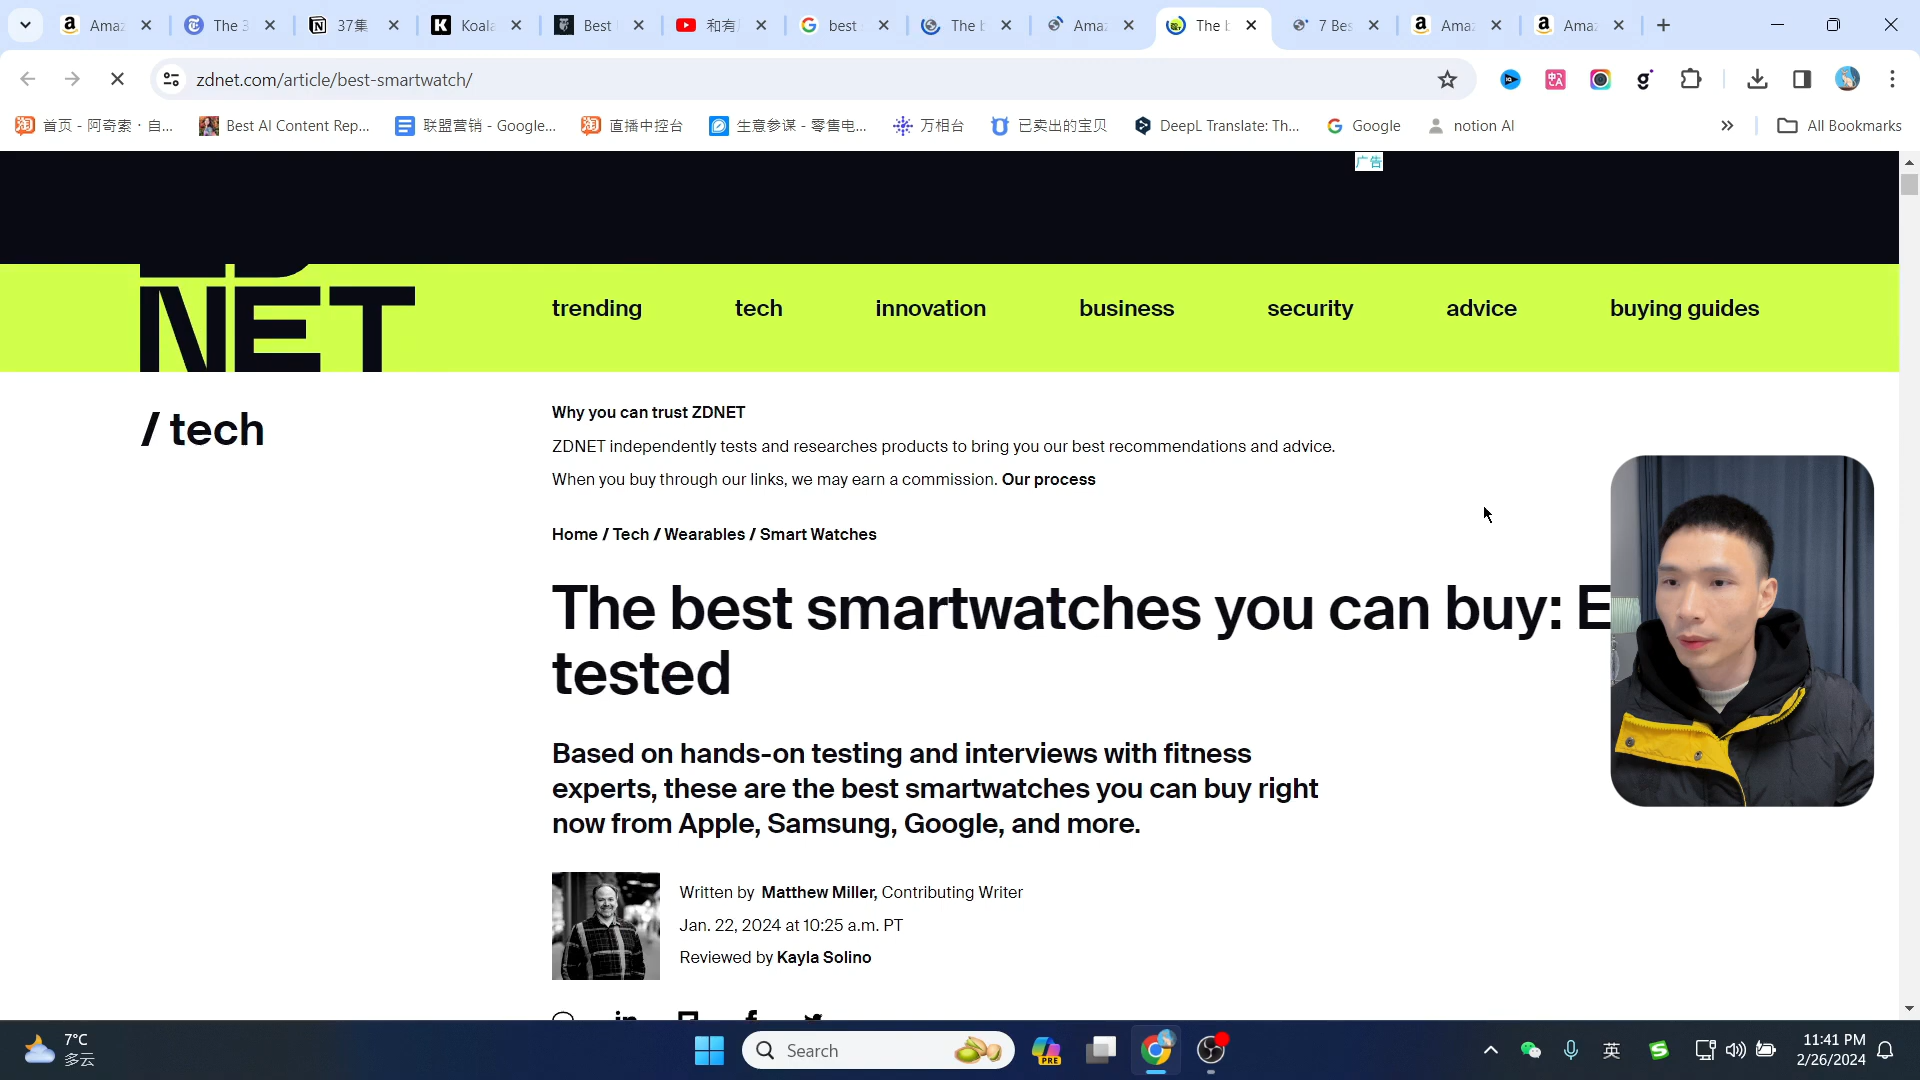 Amaz
The 3
37集
Koala
Best
和有
best
The b
Amaz
The b
7 Bes
Amaz
Amaz
zdnet.com/article/best-smartwatch/
首页 - 阿奇索 · 自...
Best AI Content Rep...
联盟营销 - Google...
直播中控台
生意参谋 - 零售电...
万相台
已卖出的宝贝
DeepL Translate: Th...
Google
notion AI
All Bookmarks
广告
NET
trending
tech
innovation
business
security
advice
buying guides
/ tech
Why you can trust ZDNET
ZDNET independently tests and researches products to bring you our best recommendations and advice.
When you buy through our links, we may earn a commission. Our process
Home / Tech / Wearables / Smart Watches
The best smartwatches you can buy: E
tested
Based on hands-on testing and interviews with fitness
experts, these are the best smartwatches you can buy right
now from Apple, Samsung, Google, and more.
Written by Matthew Miller, Contributing Writer
Jan. 22, 2024 at 10:25 a.m. PT
Reviewed by Kayla Solino
7°C
多云
Search
PRE
英
11:41 PM
2/26/2024